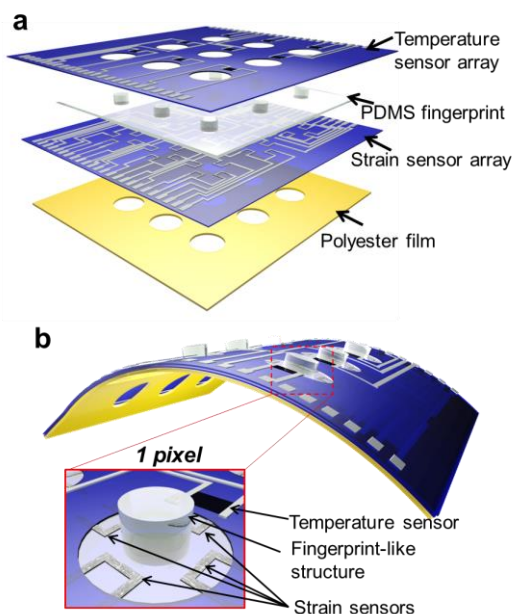 a
Temperature
sensor array
PDMS fingerprint
Strain sensor array
Polyester film
b
1 pixel
Temperature sensor
Fingerprint-like
structure
Strain sensors